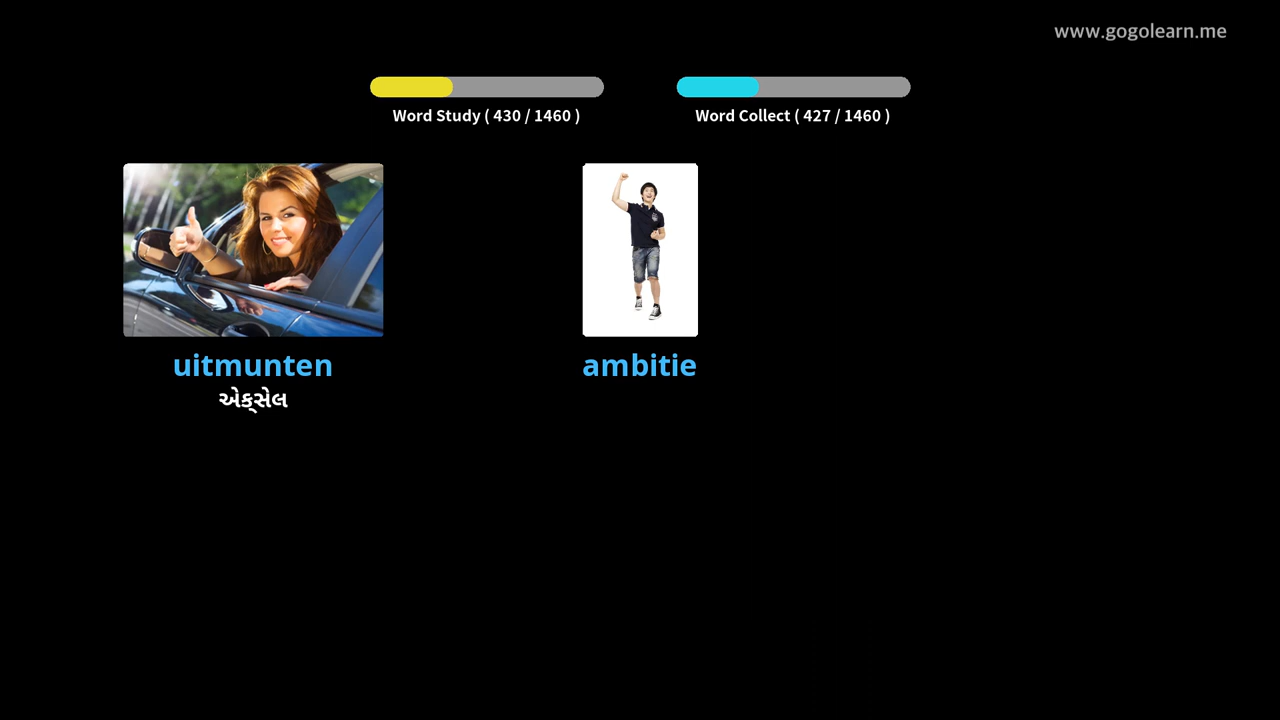 www.gogolearn.me
Word Study ( 430 / 1460 )
Word Collect ( 427 / 1460 )
uitmunten
ambitie
એક્સેલ